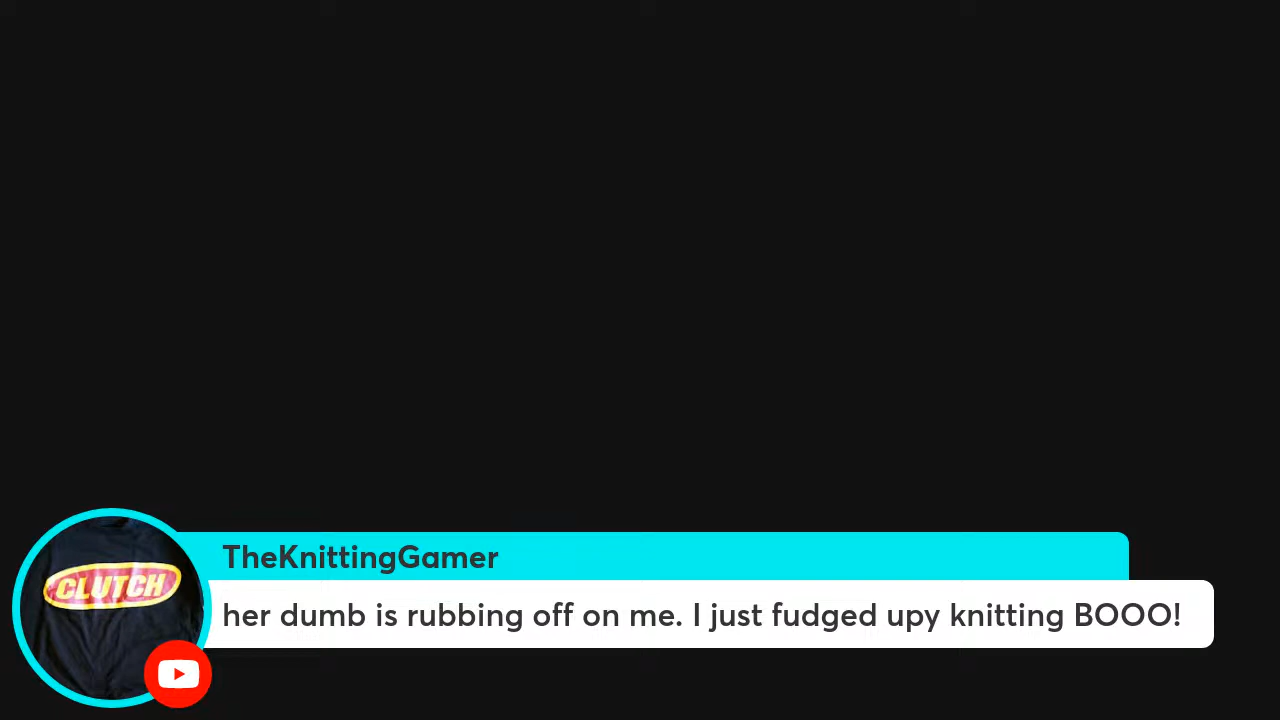 TheKnittingGamer
her dumb is rubbing off on me. I just fudged upy knitting BOOO!
CLUTCH